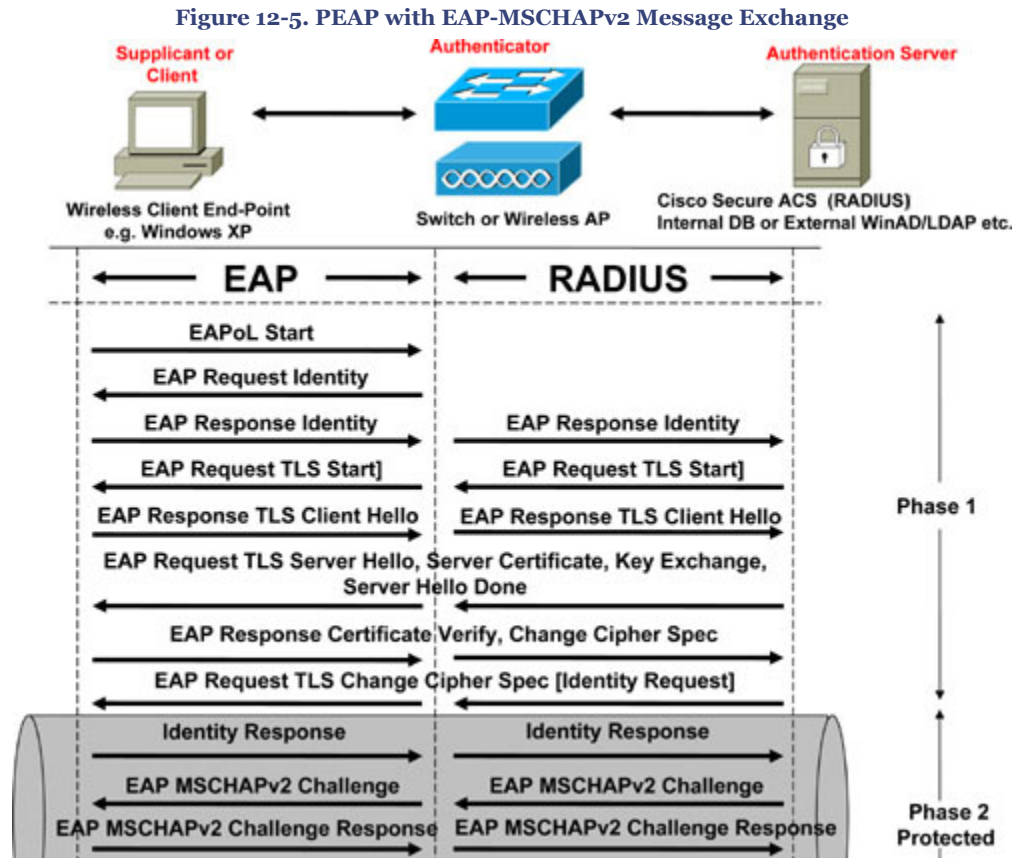 Figure 12-5. PEAP with EAP-MSCHAPv2 Message Exchange
Supplicant or
Client
Authenticator
Authentication Server
Wireless Client End-Point
e.g. Windows XP
Switch or Wireless AP
Cisco Secure ACS (RADIUS)
Internal DB or External WinAD/LDAP etc.
EAP
RADIUS
EAPoL Start
EAP Request Identity
EAP Response Identity
EAP Response Identity
EAP Request TLS Start]
EAP Request TLS Start]
EAP Response TLS Client Hello
EAP Response TLS Client Hello
Phase 1
EAP Request TLS Server Hello, Server Certificate, Key Exchange,
Server Hello Done
EAP Response Certificate Verify, Change Cipher Spec
EAP Request TLS Change Cipher Spec [Identity Request]
Identity Response
Identity Response
EAP MSCHAPv2 Challenge
EAP MSCHAPv2 Challenge
EAP MSCHAPv2 Challenge Response
EAP MSCHAPv2 Challenge Response
Phase 2
Protected